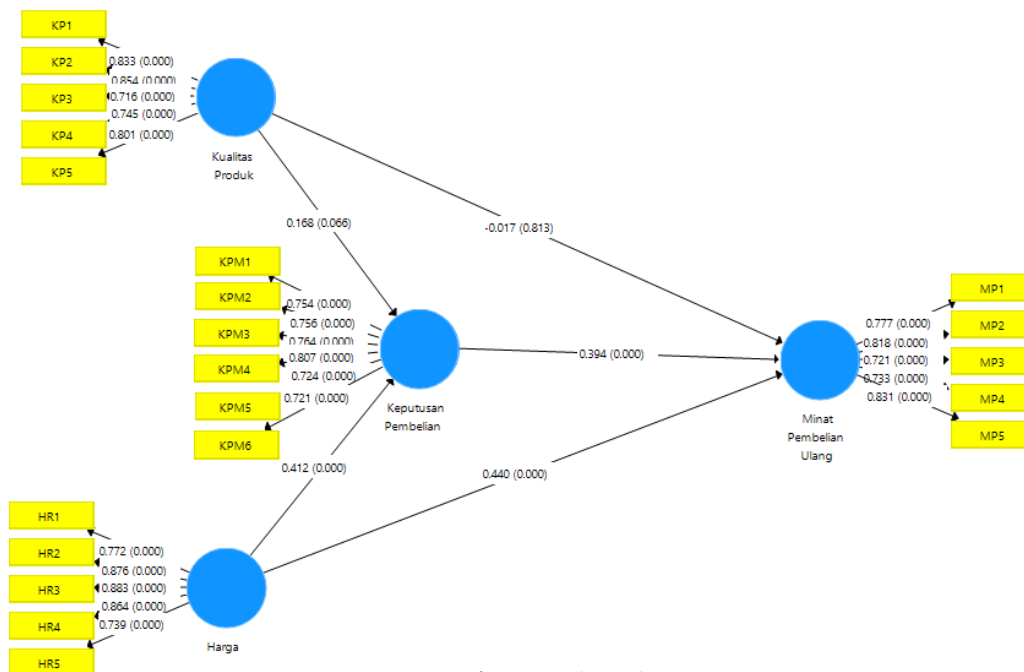 KP1
KP2
KP3
KP4
KP5
0.833 (0.000)
0.854 (0.000)
0.716 (0.000)
0.745 (0.000)
0.801 (0.000)
Kualitas
Produk
0.168 (0.066)
-0.017 (0.813)
KPM1
KPM2
KPM3
KPM4
KPM5
KPM6
0.754 (0.000)
0.756 (0.000)
0.764 (0.000)
0.807 (0.000)
0.724 (0.000)
0.721 (0.000)
Keputusan
Pembelian
0.394 (0.000)
0.412 (0.000)
0.440 (0.000)
MP1
MP2
MP3
MP4
MP5
0.777 (0.000)
0.818 (0.000)
0.721 (0.000)
0.733 (0.000)
0.831 (0.000)
Minat
Pembelian
Ulang
HR1
HR2
HR3
HR4
HR5
0.772 (0.000)
0.876 (0.000)
0.883 (0.000)
0.864 (0.000)
0.739 (0.000)
Harga